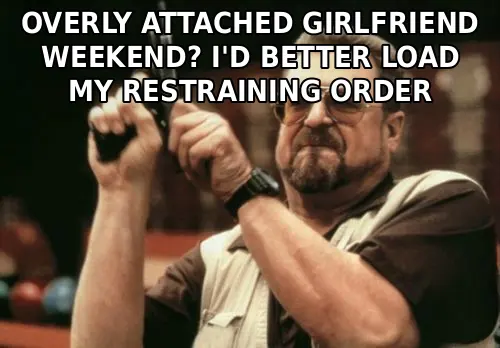 OVERLY ATTACHED GIRLFRIEND
WEEKEND? I'D BETTER LOAD
MY RESTRAINING ORDER